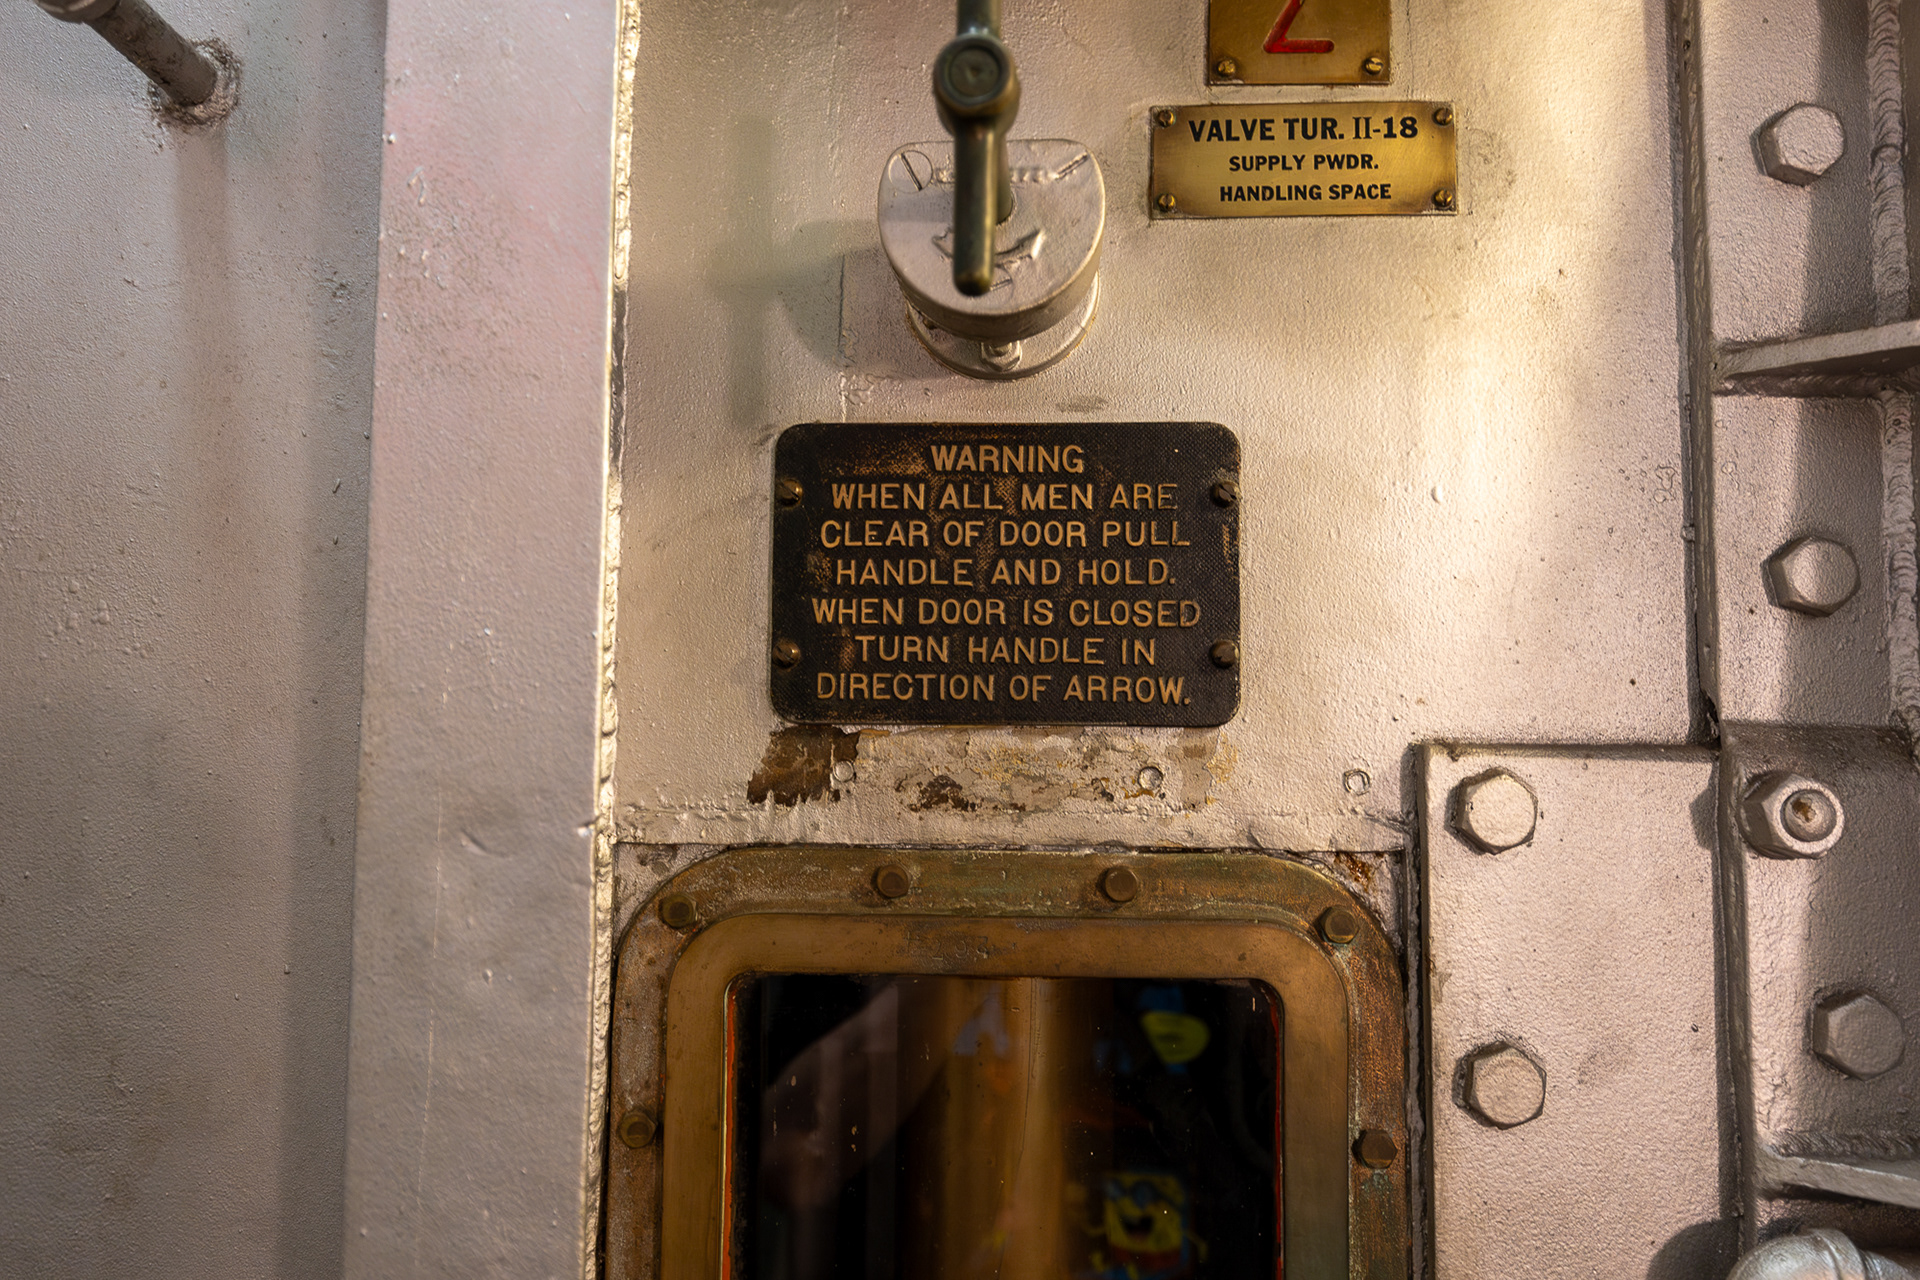 2
VALVE TUR. II-18
SUPPLY PWDR.
HANDLING SPACE
WARNING
WHEN ALL MEN ARE
CLEAR OF DOOR PULL
HANDLE AND HOLD.
WHEN DOOR IS CLOSED
TURN HANDLE IN
DIRECTION OF ARROW.